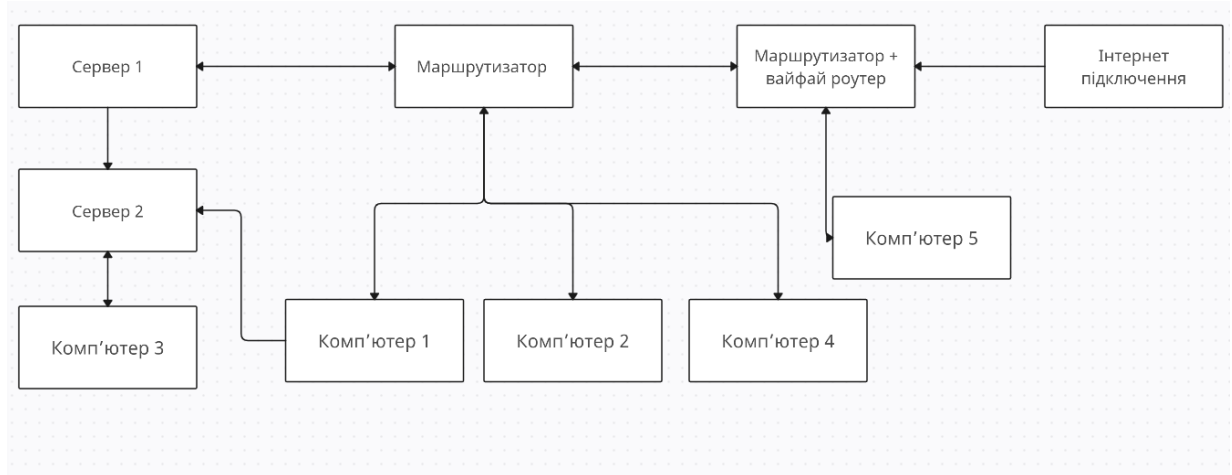 Сервер 1
Маршрутизатор
Маршрутизатор +
вайфай роутер
Інтернет
підключення
Сервер 2
Комп’ютер 5
Комп’ютер 3
Комп’ютер 1
Комп’ютер 2
Комп’ютер 4